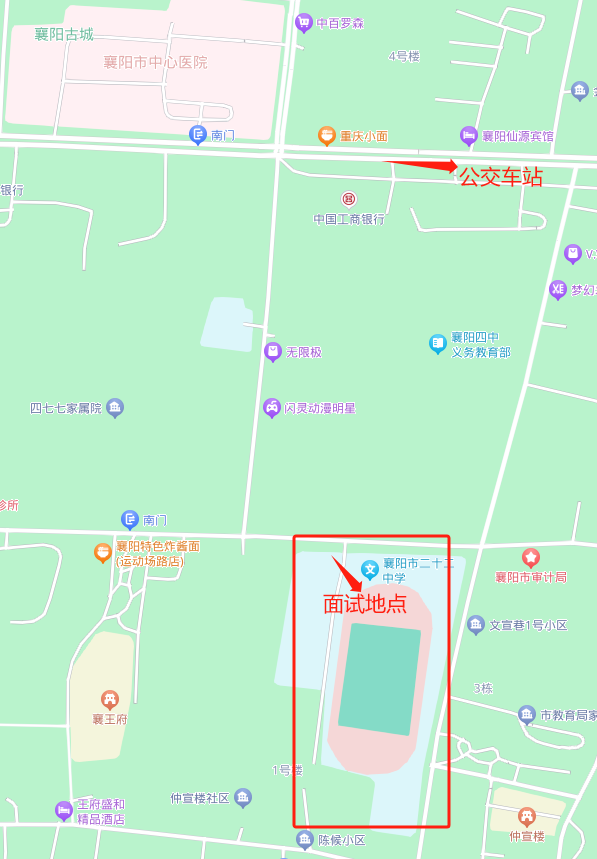 中百罗森
襄阳古城
4号楼
襄阳市中心医院
南门
重庆小面
襄阳仙源宾馆
公交车站
银行
中国工商银行
V.
梦幻
襄阳四中
义务教育部
无限极
四七七家属院
闪灵动漫明星
诊所
南门
襄阳特色炸酱面
(运动场路店)
襄阳市二十二
中学
襄阳市审计局
面试地点
文宣巷1号小区
3栋
襄王府
市教育局家
1号楼
仲宣楼社区
王府盛和
精品酒店
陈候小区
仲宣楼